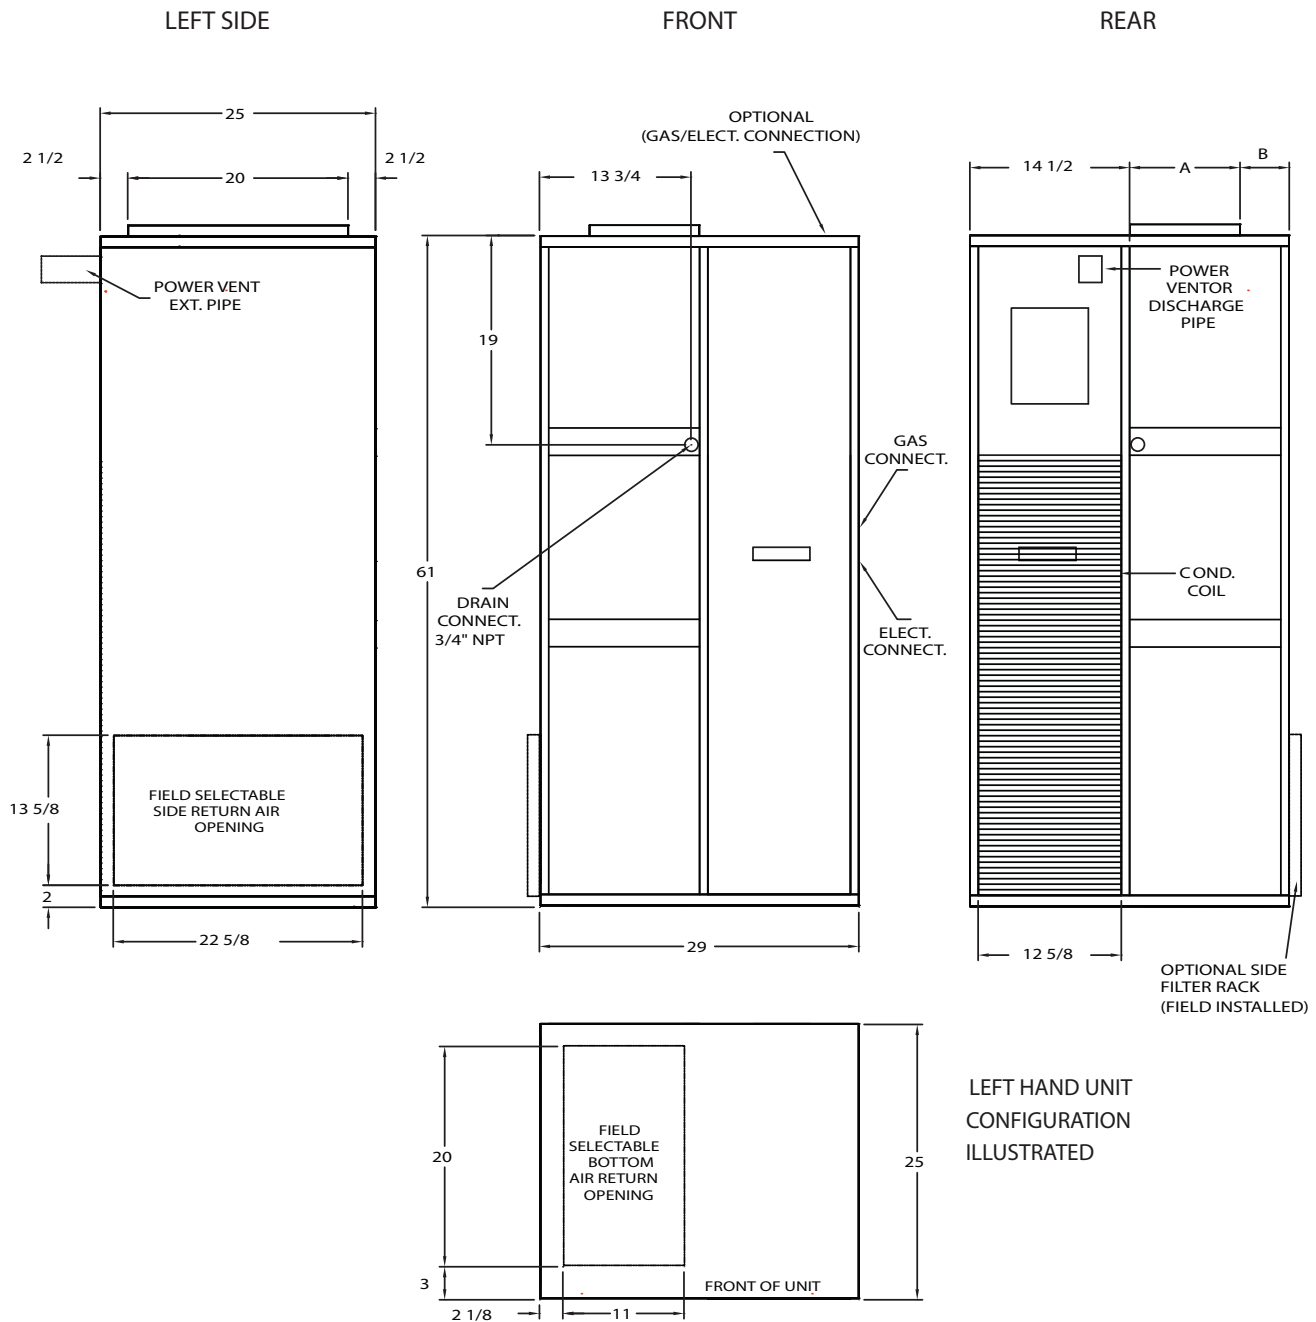 LEFT SIDE
FRONT
REAR
25
2 1/2
2 1/2
20
POWER VENT
EXT. PIPE
FIELD SELECTABLE
SIDE RETURN AIR
OPENING
13 5/8
2
22 5/8
OPTIONAL
(GAS/ELECT. CONNECTION)
13 3/4
19
61
DRAIN
CONNECT.
3/4" NPT
GAS
CONNECT.
ELECT.
CONNECT.
29
14 1/2
A
B
POWER
VENTOR
DISCHARGE
PIPE
COND.
COIL
12 5/8
OPTIONAL SIDE
FILTER RACK
(FIELD INSTALLED)
FIELD
SELECTABLE
BOTTOM
AIR RETURN
OPENING
20
3
2 1/8
11
25
FRONT OF UNIT
LEFT HAND UNIT
CONFIGURATION
ILLUSTRATED